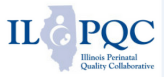 IL PQC
Illinois Perinatal
Quality Collaborative